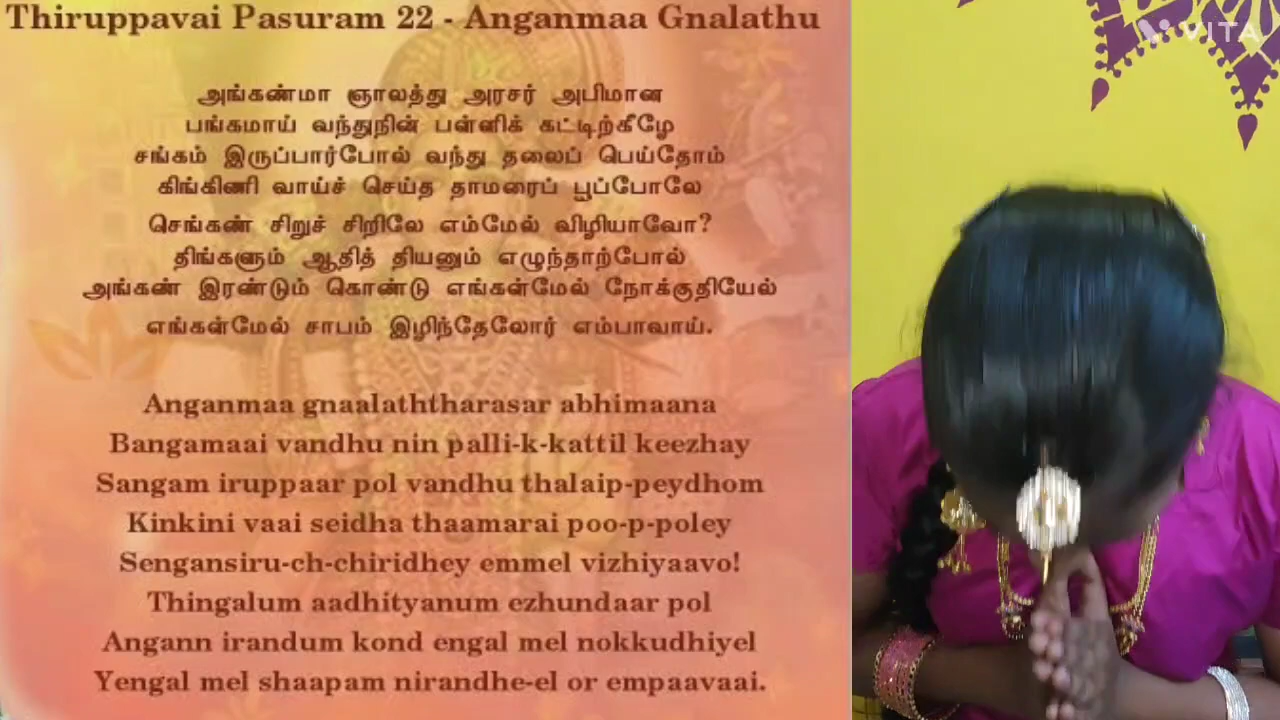 Thiruppavai Pasuram 22 - Anganmaa Gnalathu
VITA
அங்கண்மா ஞாலத்து அரசர் அபிமான
பங்கமாய் வந்துநின் பள்ளிக் கட்டிற்கீழே
சங்கம் இருப்பார்போல் வந்து தலைப் பெய்தோம்
கிங்கிணி வாய்ச் செய்த தாமரைப் பூப்போலே
செங்கண் சிறுச் சிறிலே எம்மேல் விழியாவோ?
திங்களும் ஆதித் தியனும் எழுந்தாற்போல்
அங்கண் இரண்டும் கொண்டு எங்கள்மேல் நோக்குதியேல்
எங்கள்மேல் சாபம் இழிந்தேலோர் எம்பாவாய்.
Anganmaa gnaalaththarasar abhimaana
Bangamaai vandhu nin palli-k-kattil keezhay
Sangam iruppaar pol vandhu thalaip-peydhom
Kinkini vaai seidha thaamarai poo-p-poley
Sengansiru-ch-chiridhey emmel vizhiyaavo!
Thingalum aadhityanum ezhundaar pol
Angann irandum kond engal mel nokkudhiyel
Yengal mel shaapam nirandhe-el or empaavaai.